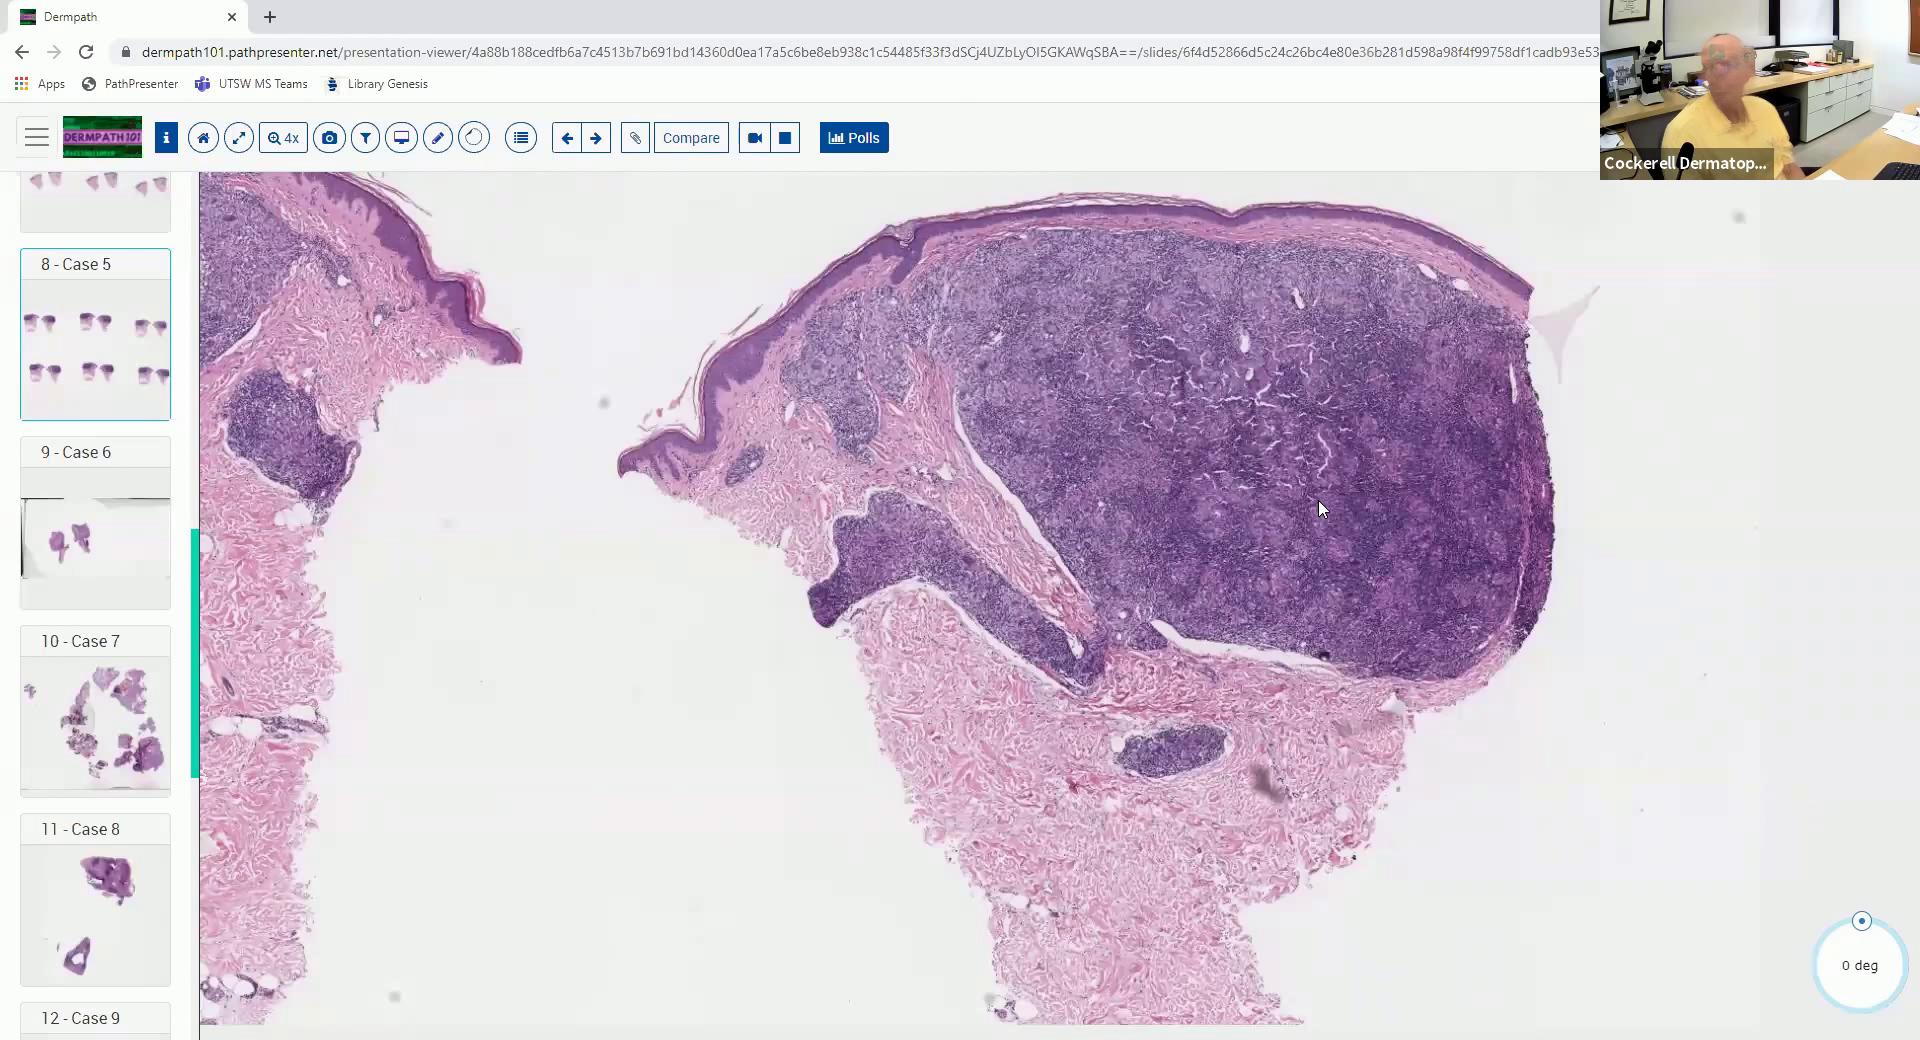 Dermpath
dermpath101.pathpresenter.net/presentation-viewer/4a88b188cedfb6a7c4513b7b691bd14360d0ea17a5c6be8eb938c1c54485f33f3dSCj4UZbLyOI5GKAWqSBA==/slides/6f4d52866d5c24c26bc4e80e36b281d598a98f4f99758df1cadb93e53
Apps PathPresenter UTSW MS Teams Library Genesis
DERMPATH 101 i 4x Compare Polls
Cockerell Dermatop...
8 - Case 5
9 - Case 6
10 - Case 7
11 - Case 8
12 - Case 9
0 deg